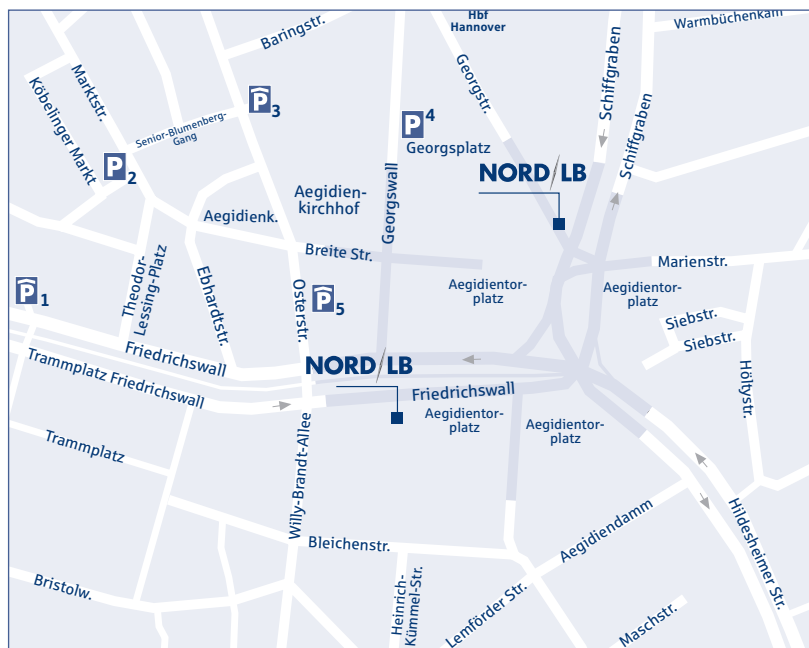 Hbf
Hannover
Warmbüchenkam
Baringstr.
Schiffgraben
Georgstr.
Marktstr.
Köbelinger Markt
P 3
P 4
Schiffgraben
Senior-Blumenberg-
Gang
Georgsplatz
P 2
NORD/LB
Aegidien-
kirchhof
Georgswall
Aegidienk.
Breite Str.
Theodor-
Lessing-Platz
Ebhardtstr.
Marienstr.
P 1
Osterstr.
P 5
Aegidientor-
platz
Aegidientor-
platz
Siebstr.
Siebstr.
Friedrichswall
Trammplatz Friedrichswall
NORD/LB
Höltystr.
Friedrichswall
Aegidientor-
platz
Aegidientor-
platz
Trammplatz
Willy-Brandt-Allee
Hildesheimer Str.
Aegidiendamm
Bleichenstr.
Bristolw.
Heinrich-
Kümmel-Str.
Lemförder Str.
Maschstr.